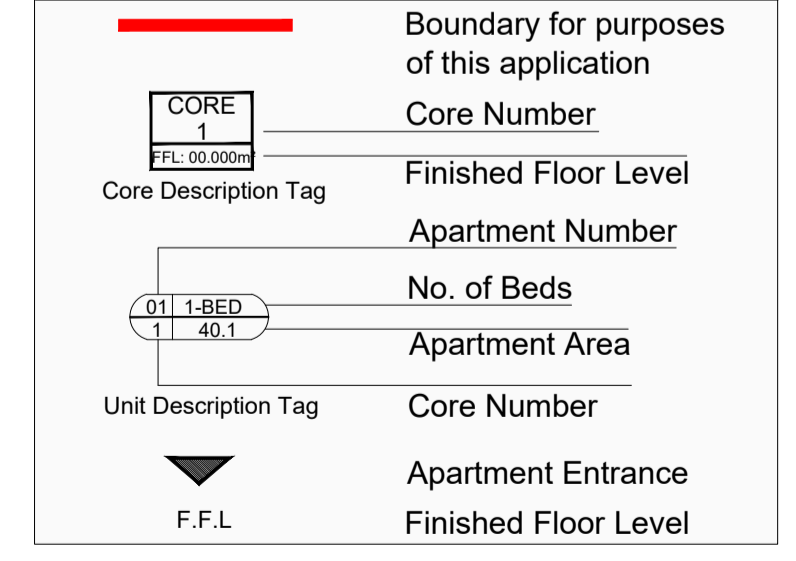 Boundary for purposes
of this application
CORE
1
Core Number
FFL: 00.000m²
Finished Floor Level
Core Description Tag
Apartment Number
No. of Beds
01 1-BED
1 40.1
Apartment Area
Unit Description Tag
Core Number
Apartment Entrance
F.F.L
Finished Floor Level